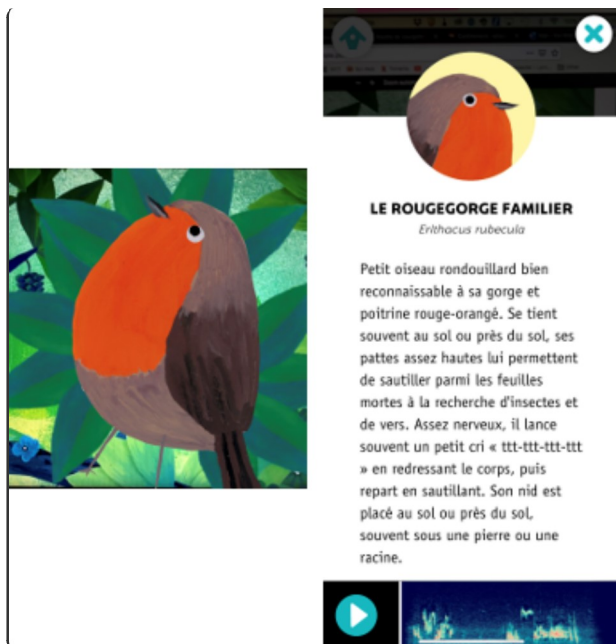 LE ROUGEGORGE FAMILIER
Erithacus rubecula
Petit oiseau rondouillard bien
reconnaissable à sa gorge et
poitrine rouge-orangé. Se tient
souvent au sol ou près du sol, ses
pattes assez hautes lui permettent
de sautiller parmi les feuilles
mortes à la recherche d'insectes et
de vers. Assez nerveux, il lance
souvent un petit cri « ttt-ttt-ttt-ttt
» en redressant le corps, puis
repart en sautillant. Son nid est
placé au sol ou près du sol,
souvent sous une pierre ou une
racine.